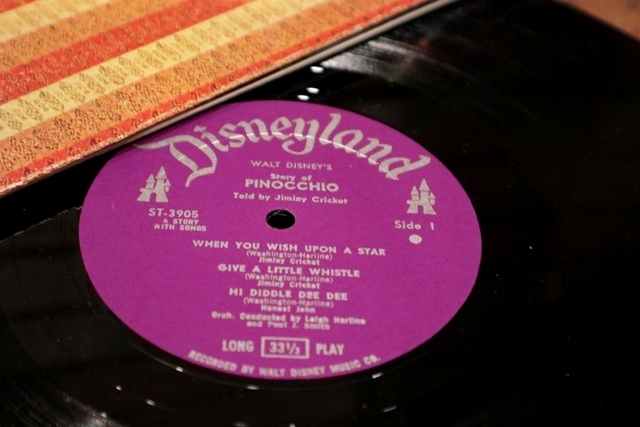 Disneyland
WALT DISNEY'S
Story of
PINOCCHIO
Told by Jiminy Cricket
ST-3905
A STORY
WITH SONGS
Side 1
WHEN YOU WISH UPON A STAR
(Washington-Harline)
Jiminy Cricket
GIVE A LITTLE WHISTLE
(Washington-Harline)
Jiminy Cricket
HI DIDDLE DEE DEE
(Washington-Harline)
Honest John
Orch. Conducted by Leigh Harline
and Paul J. Smith
LONG 33⅓ PLAY
RECORDED BY WALT DISNEY MUSIC CO.